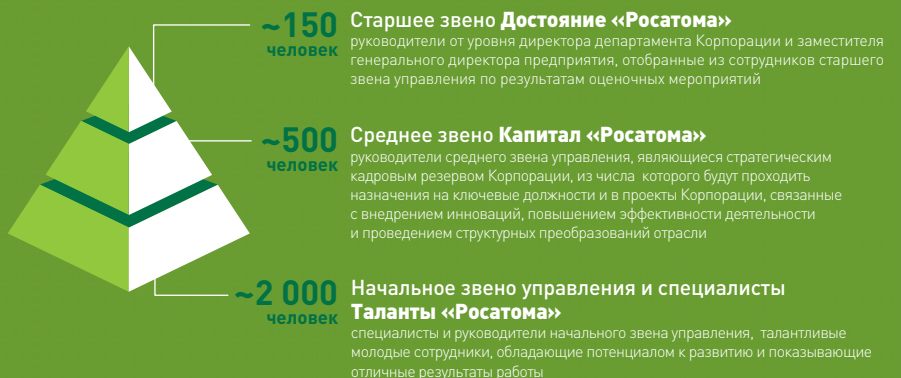 ~150
человек
Старшее звено Достояние «Росатома»
руководители от уровня директора департамента Корпорации и заместителя
генерального директора предприятия, отобранные из сотрудников старшего
звена управления по результатам оценочных мероприятий
~500
человек
Среднее звено Капитал «Росатома»
руководители среднего звена управления, являющиеся стратегическим
кадровым резервом Корпорации, из числа которого будут проходить
назначения на ключевые должности и в проекты Корпорации, связанные
с внедрением инноваций, повышением эффективности деятельности
и проведением структурных преобразований отрасли
~2 000
человек
Начальное звено управления и специалисты
Таланты «Росатома»
специалисты и руководители начального звена управления, талантливые
молодые сотрудники, обладающие потенциалом к развитию и показывающие
отличные результаты работы